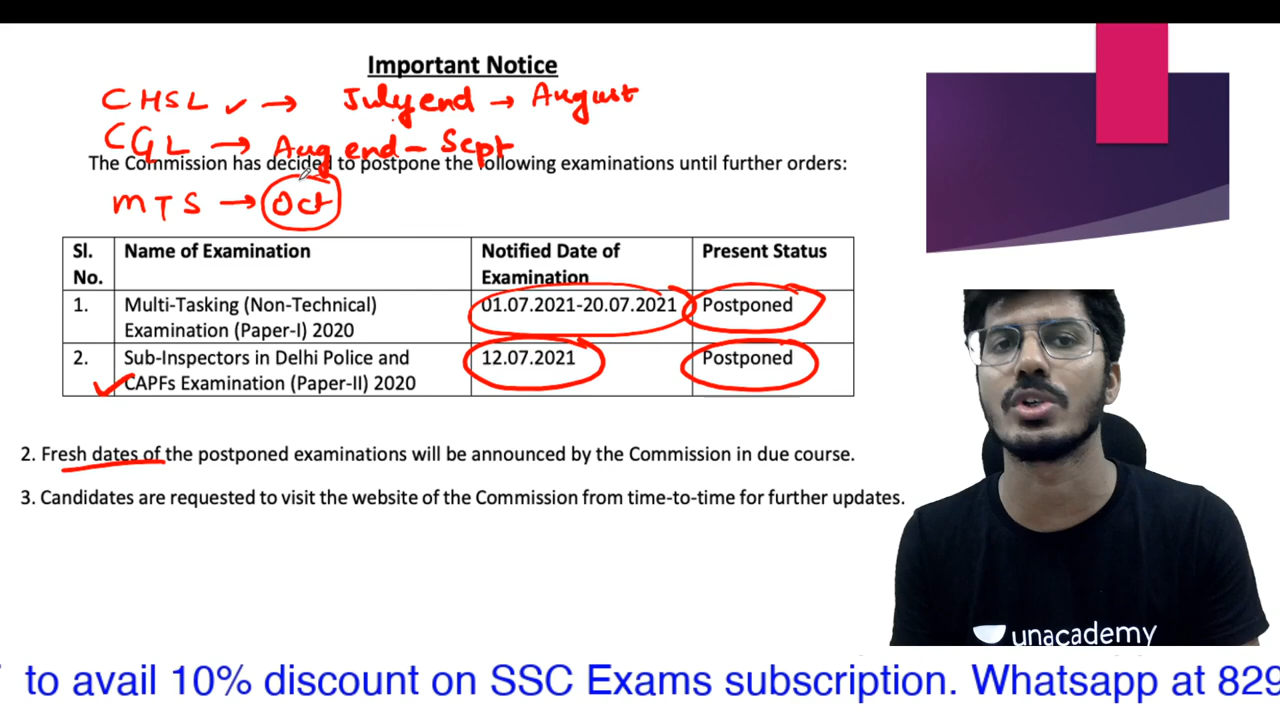 Important Notice
CHSL → July end → August
CGL → Aug end - Sept
The Commission has decided to postpone the following examinations until further orders:
MTS → Oct
Sl. No. Name of Examination Notified Date of Examination Present Status
1. Multi-Tasking (Non-Technical) Examination (Paper-I) 2020 01.07.2021-20.07.2021 Postponed
2. Sub-Inspectors in Delhi Police and CAPFs Examination (Paper-II) 2020 12.07.2021 Postponed
2. Fresh dates of the postponed examinations will be announced by the Commission in due course.
3. Candidates are requested to visit the website of the Commission from time-to-time for further updates.
unacademy
to avail 10% discount on SSC Exams subscription. Whatsapp at 829